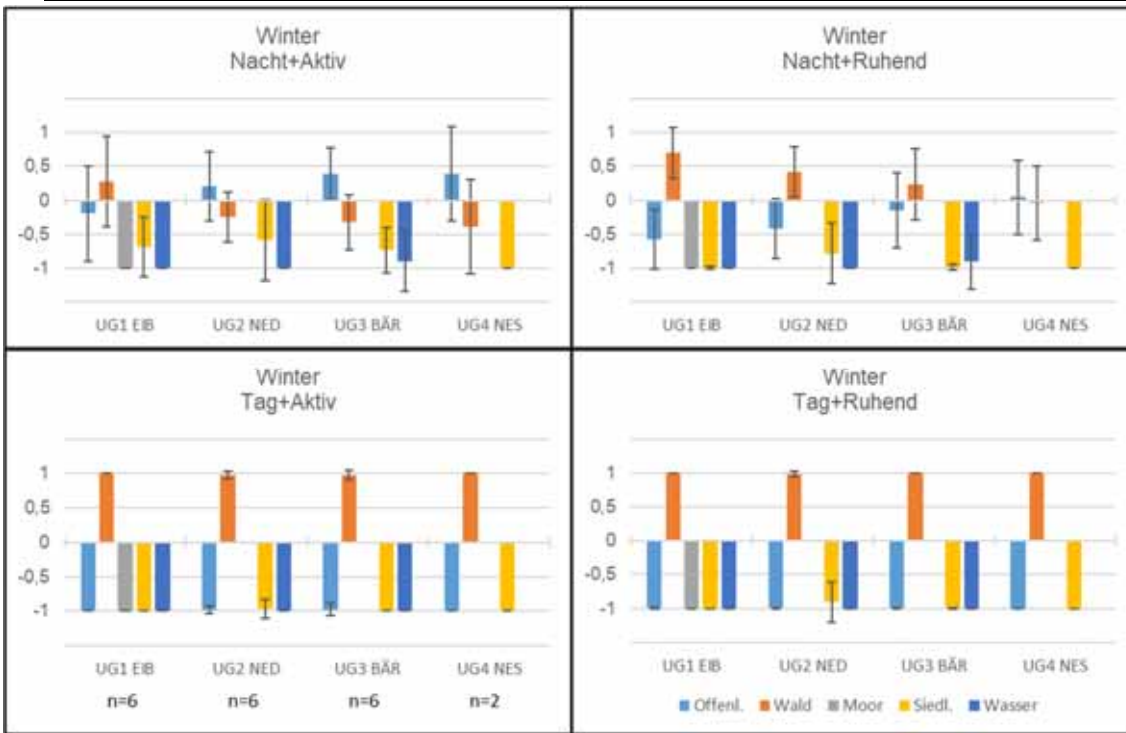 Winter
Nacht+Aktiv
1
0,5
0
-0,5
-1
UG1 EIB UG2 NED UG3 BÄR UG4 NES
Winter
Nacht+Ruhend
1
0,5
0
-0,5
-1
UG1 EIB UG2 NED UG3 BÄR UG4 NES
Winter
Tag+Aktiv
1
0,5
0
-0,5
-1
UG1 EIB UG2 NED UG3 BÄR UG4 NES
n=6 n=6 n=6 n=2
Winter
Tag+Ruhend
1
0,5
0
-0,5
-1
UG1 EIB UG2 NED UG3 BÄR UG4 NES
Offenl. Wald Moor Siedl. Wasser